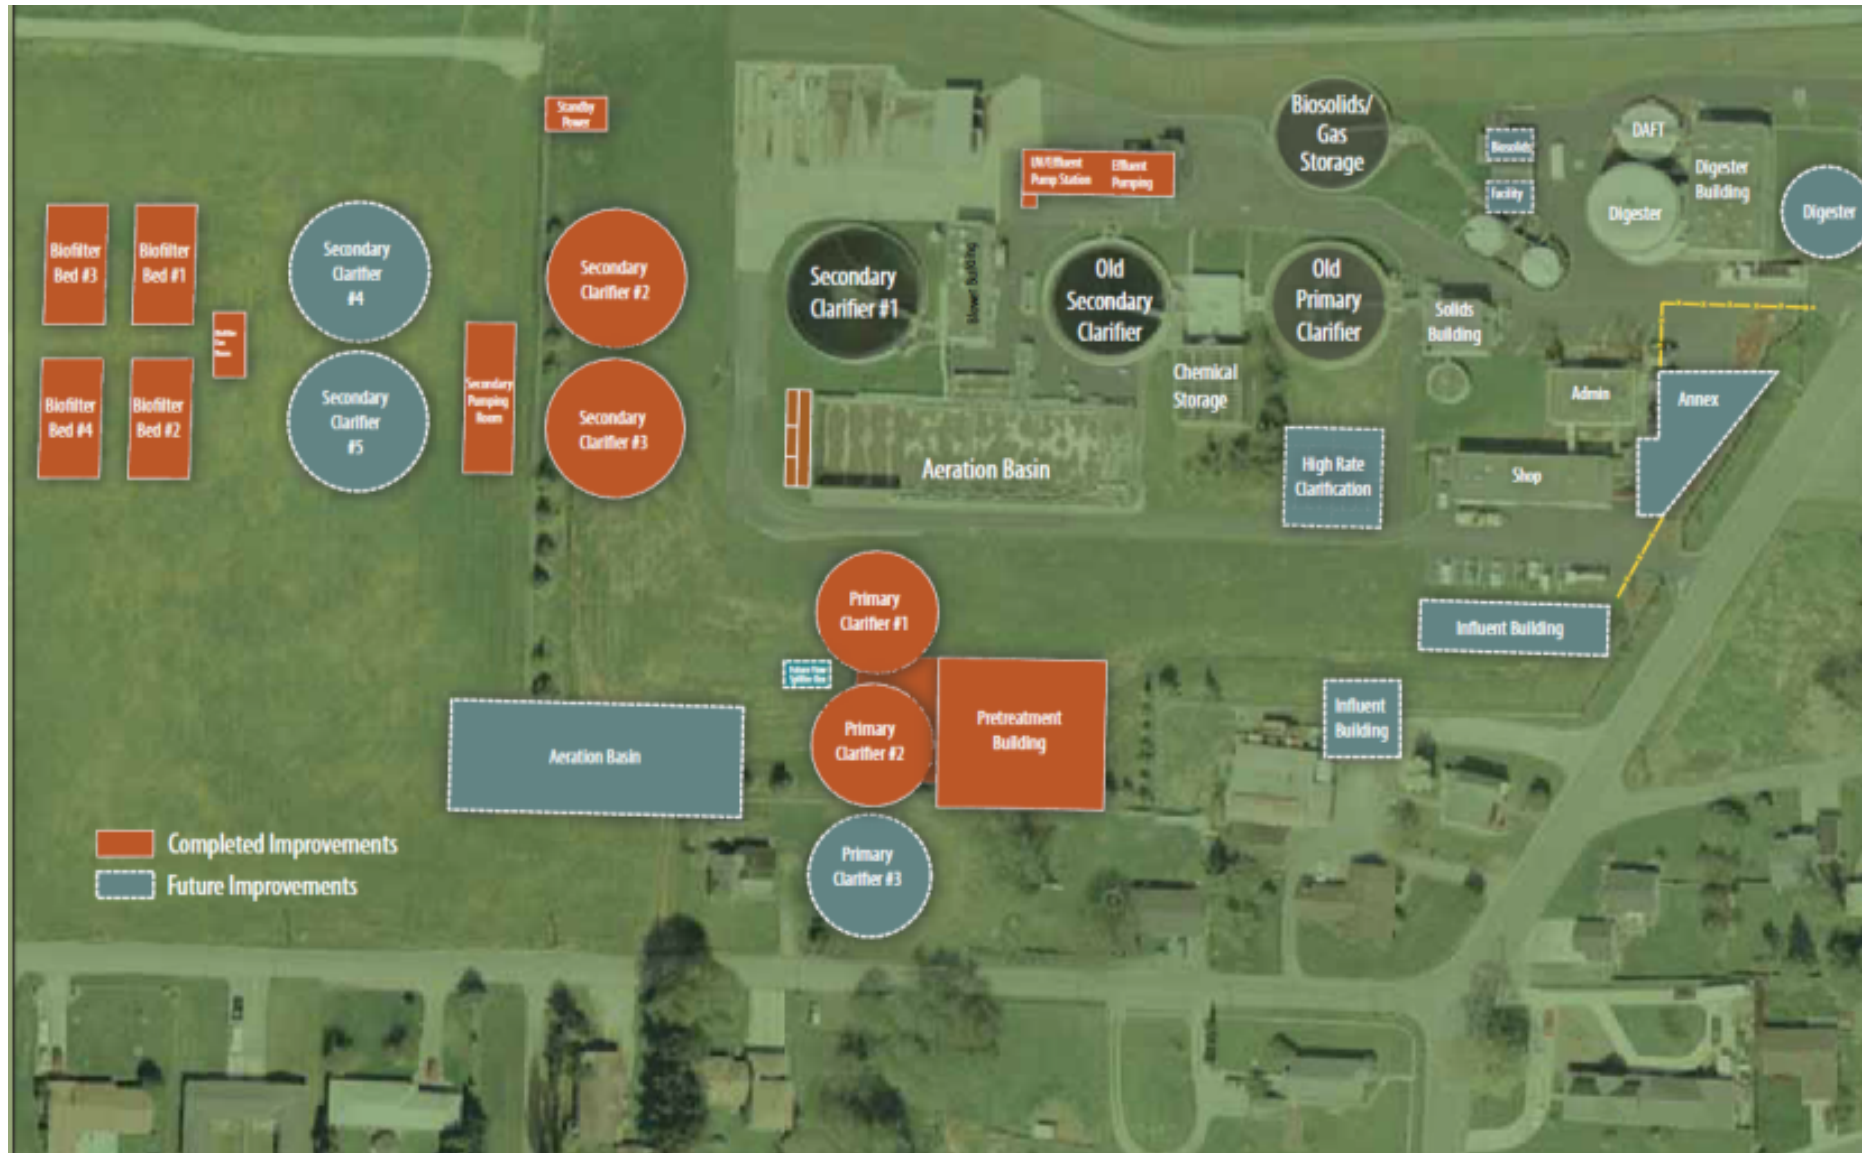 Standby
Power
Biosolids/
Gas
Storage
DAFT
Biosolids
Digester
Building
UV/Effluent
Pump Station
Effluent
Pumping
Facility
Digester
Digester
Biofilter
Bed #3
Biofilter
Bed #1
Secondary
Clarifier
#4
Secondary
Clarifier #2
Secondary
Clarifier #1
Blower Building
Old
Secondary
Clarifier
Old
Primary
Clarifier
Solids
Building
Biofilter
Bed #4
Biofilter
Bed #2
Secondary
Clarifier
#5
Secondary
Pumping
Room
Secondary
Clarifier #3
Chemical
Storage
Admin
Annex
Aeration Basin
High Rate
Clarification
Shop
Primary
Clarifier #1
Influent Building
Future Flow
Splitter Box
Primary
Clarifier #2
Pretreatment
Building
Influent
Building
Aeration Basin
Completed Improvements
Future Improvements
Primary
Clarifier #3